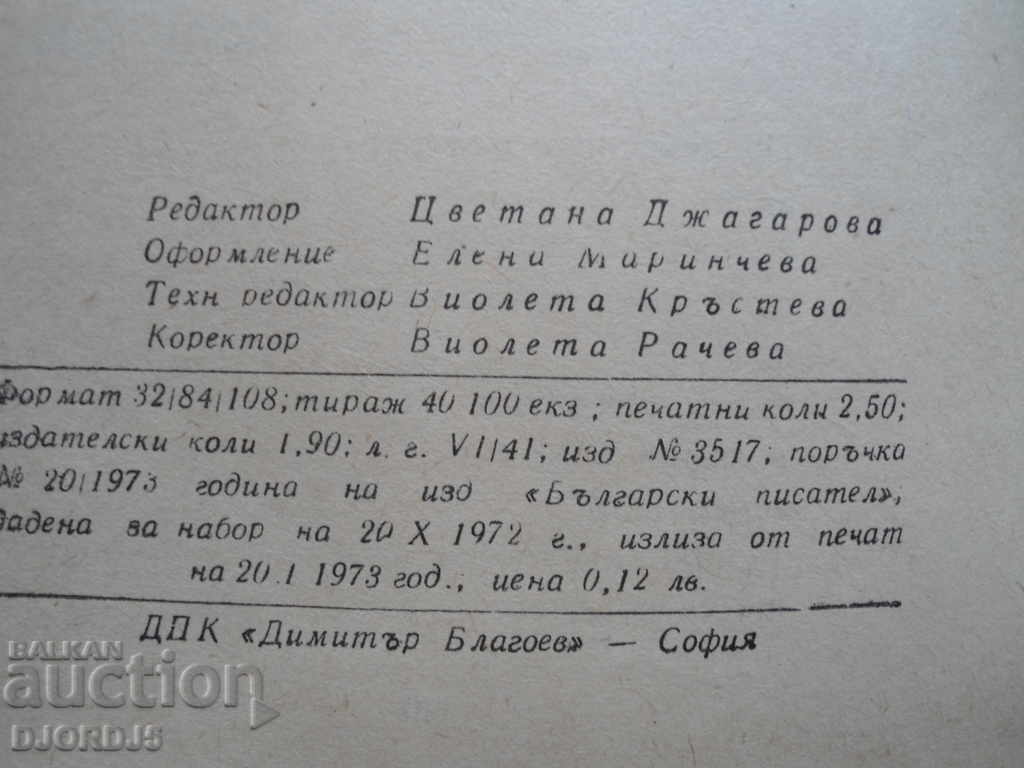 Редактор Цветана Джагарова
Оформление Елени Миринчева
Техн редактор Виолета Кръстева
Коректор Виолета Рачева
Формат 32/84/108; тираж 40 100 екз ; печатни коли 2,50;
издателски коли 1,90; л. г. VI/41; изд № 3517; поръчка
№ 20/1973 година на изд «Български писател»,
дадена за набор на 20 X 1972 г., излиза от печат
на 20.I 1973 год., цена 0,12 лв.
ДПК «Димитър Благоев» — София
BALKAN
auction
DJORDJ5